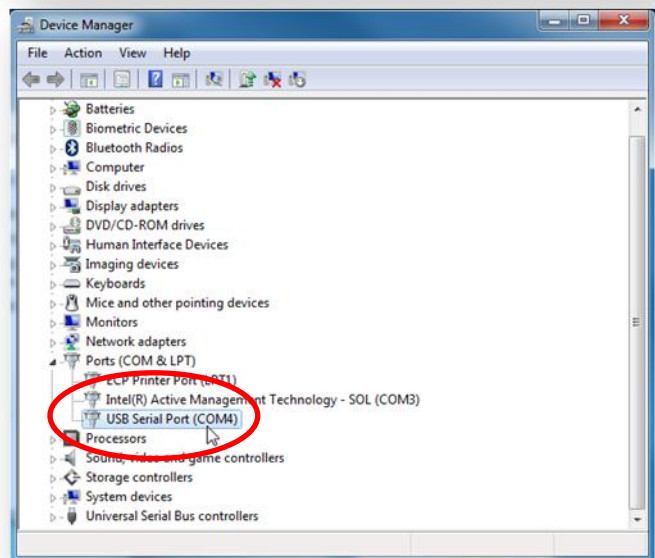 Device Manager
File Action View Help
Batteries
Biometric Devices
Bluetooth Radios
Computer
Disk drives
Display adapters
DVD/CD-ROM drives
Human Interface Devices
Imaging devices
Keyboards
Mice and other pointing devices
Monitors
Network adapters
Ports (COM & LPT)
ECP Printer Port (LPT1)
Intel(R) Active Management Technology - SOL (COM3)
USB Serial Port (COM4)
Processors
Sound, video and game controllers
Storage controllers
System devices
Universal Serial Bus controllers